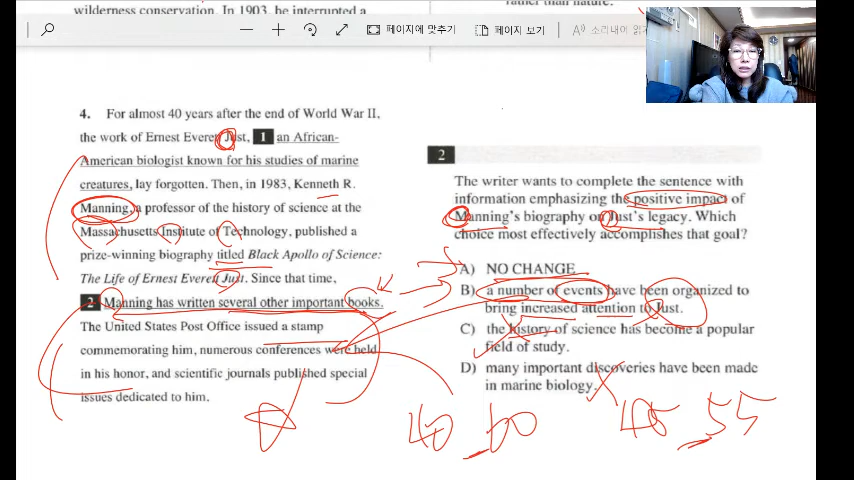 wilderness conservation. In 1903, he interrupted a
rather than nature.
페이지에 맞추기
페이지 보기
소리내어 읽기
4. For almost 40 years after the end of World War II,
the work of Ernest Everett Just, 1 an African-
American biologist known for his studies of marine
creatures, lay forgotten. Then, in 1983, Kenneth R.
Manning, a professor of the history of science at the
Massachusetts Institute of Technology, published a
prize-winning biography titled Black Apollo of Science:
The Life of Ernest Everett Just. Since that time,
2 Manning has written several other important books.
The United States Post Office issued a stamp
commemorating him, numerous conferences were held
in his honor, and scientific journals published special
issues dedicated to him.
2
The writer wants to complete the sentence with
information emphasizing the positive impact of
Manning's biography on Just's legacy. Which
choice most effectively accomplishes that goal?
A) NO CHANGE
B) a number of events have been organized to
bring increased attention to Just.
C) the history of science has become a popular
field of study.
D) many important discoveries have been made
in marine biology.
40 45 55